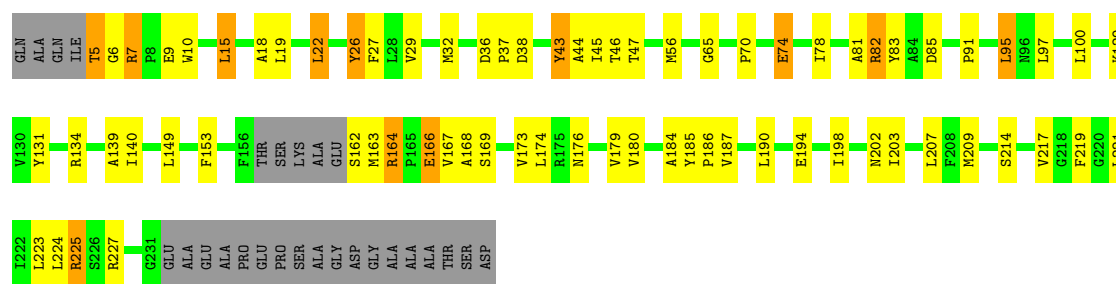 GLN ALA GLN ILE T5 G6 R7 P8 E9 W10 L15 A18 L19 L22 Y26 F27 L28 V29 M32 D36 P37 D38 Y43 A44 I45 T46 T47 M56 G65 P70 E74 I78 A81 R82 Y83 A84 D85 P91 L95 N96 L97 L100
V130 Y131 R134 A139 I140 L149 F153 F156 THR SER LYS ALA GLU S162 M163 R164 P165 E166 V167 A168 S169 V173 L174 R175 N176 V179 V180 A184 Y185 P186 V187 L190 E194 I198 N202 I203 L207 F208 M209 S214 V217 G218 F219 G220
I222 L223 L224 R225 S226 R227 G231 GLU ALA GLU ALA PRO GLU PRO SER ALA GLY ASP GLY ALA ALA ALA THR SER ASP